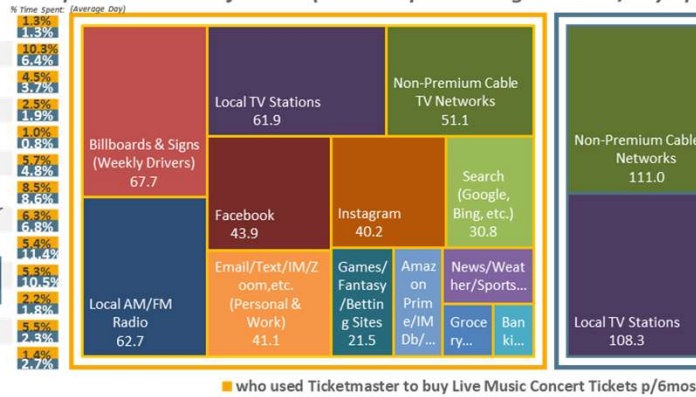 % Time Spent: (Average Day)
1.3%
1.3%
10.3%
6.4%
4.5%
3.7%
2.5%
1.9%
1.0%
0.8%
5.7%
4.8%
8.5%
8.6%
6.3%
6.8%
5.4%
11.4%
5.3%
10.5%
2.2%
1.8%
5.5%
2.3%
1.4%
2.7%
Billboards & Signs
(Weekly Drivers)
67.7
Local AM/FM
Radio
62.7
Local TV Stations
61.9
Non-Premium Cable
TV Networks
51.1
Facebook
43.9
Instagram
40.2
Search
(Google,
Bing, etc.)
30.8
Email/Text/IM/Z
oom,etc.
(Personal &
Work)
41.1
Games/
Fantasy
/Bettin
g Sites
21.5
Amaz
on
Prim
e/IM
Db/...
News/Weat
her/Sports...
Groce
ry...
Ban
ki...
Non-Premium Cable
Networks
111.0
Local TV Stations
108.3
who used Ticketmaster to buy Live Music Concert Tickets p/6mos